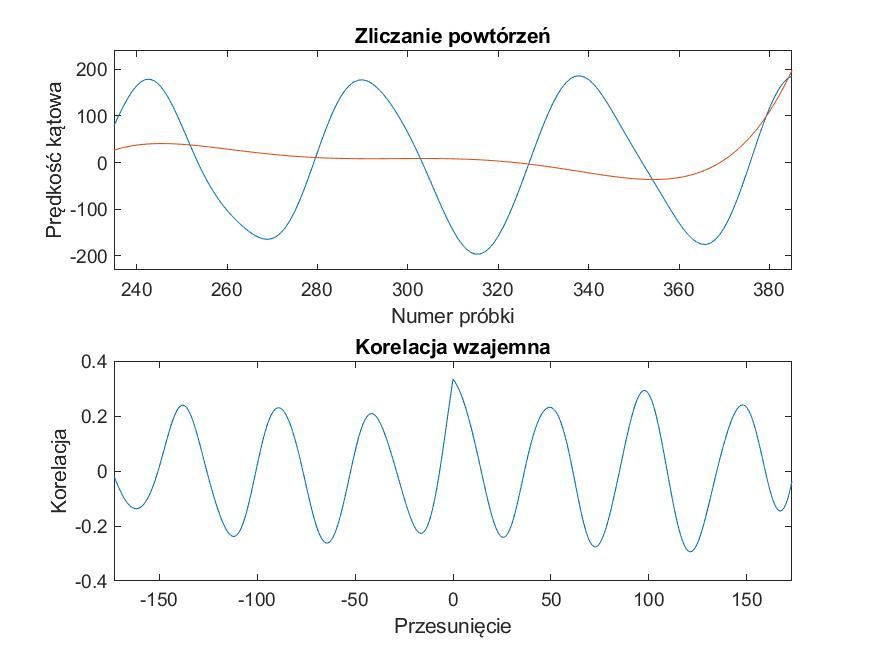 Zliczanie powtórzeń
200
100
0
-100
-200
Prędkość kątowa
240 260 280 300 320 340 360 380
Numer próbki
Korelacja wzajemna
0.4
0.2
0
-0.2
-0.4
Korelacja
-150 -100 -50 0 50 100 150
Przesunięcie